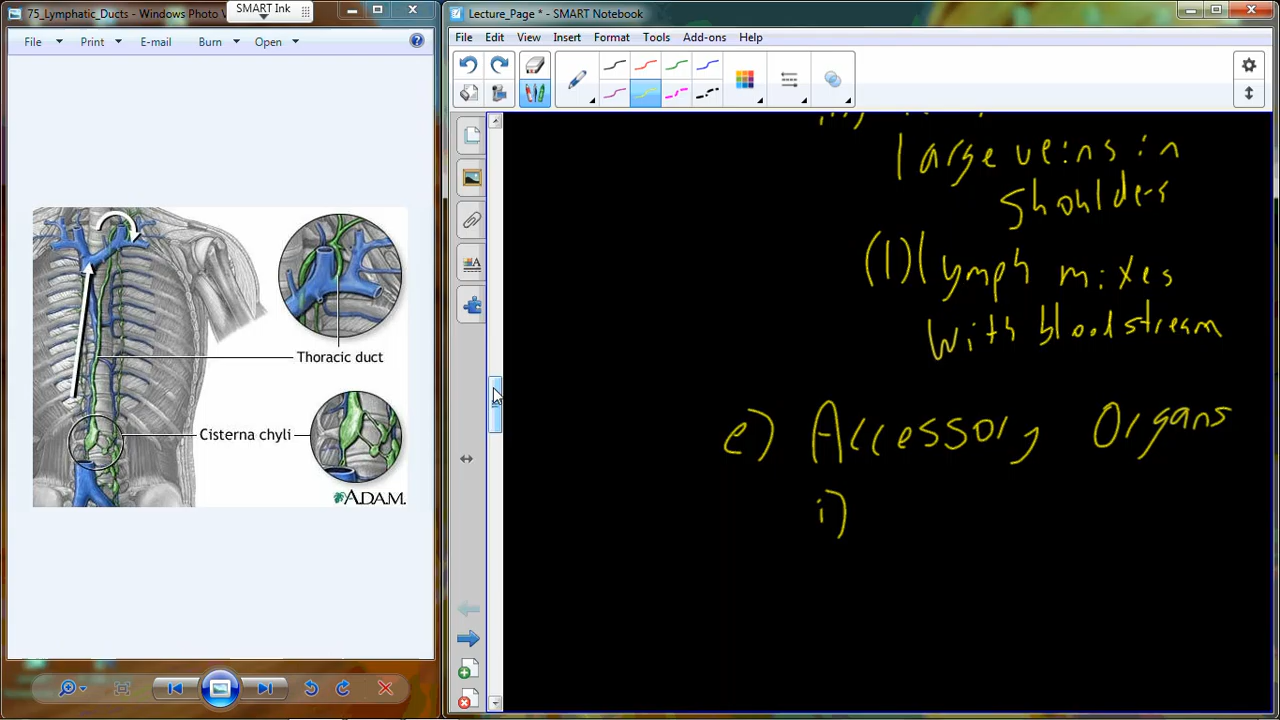 75_Lymphatic_Ducts - Windows Photo V
SMART Ink
File Print E-mail Burn Open
Thoracic duct
Cisterna chyli
A.D.A.M.
Lecture_Page * - SMART Notebook
File Edit View Insert Format Tools Add-ons Help
large veins in
shoulders
(1) lymph mixes
with bloodstream
e) Accessory Organs
i)